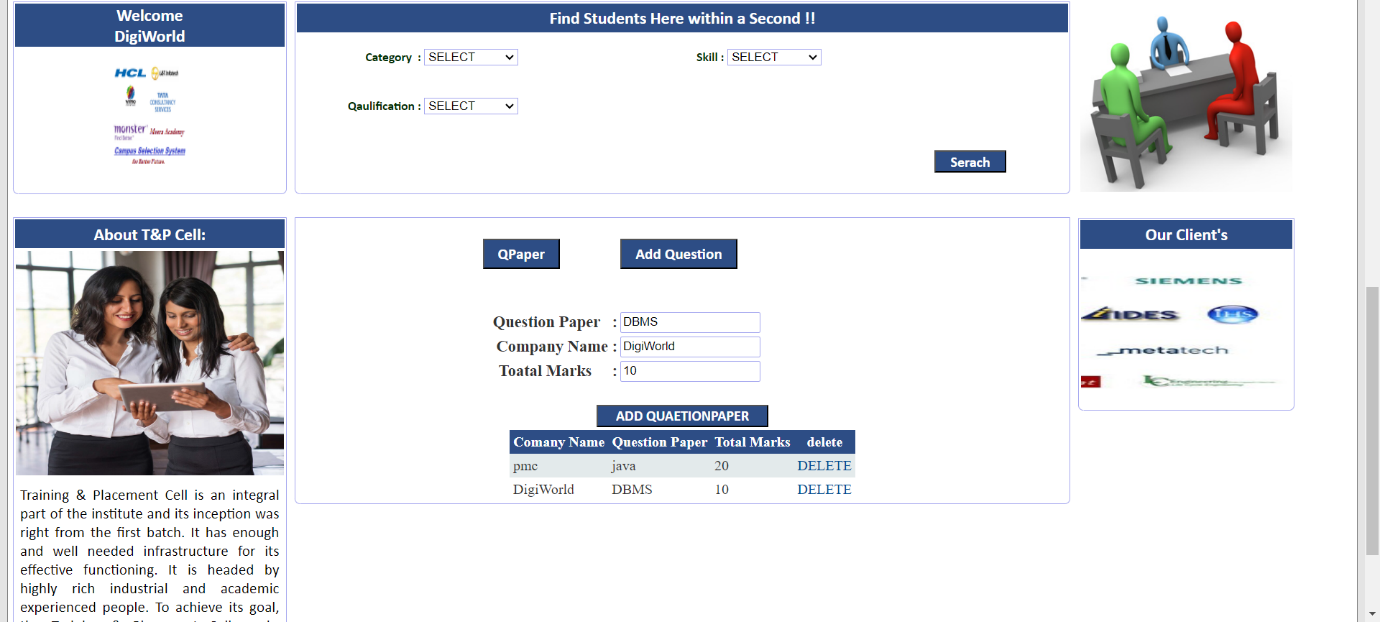 Welcome
DigiWorld
HCL
TATA
CONSULTANCY
SERVICES
monster
Campus Selection System
Find Students Here within a Second !!
Category : SELECT
Skill : SELECT
Qaulification : SELECT
Serach
About T&P Cell:
Training & Placement Cell is an integral
part of the institute and its inception was
right from the first batch. It has enough
and well needed infrastructure for its
effective functioning. It is headed by
highly rich industrial and academic
experienced people. To achieve its goal,
QPaper
Add Question
Question Paper : DBMS
Company Name : DigiWorld
Toatal Marks : 10
ADD QUAETIONPAPER
Comany Name Question Paper Total Marks delete
pmc java 20 DELETE
DigiWorld DBMS 10 DELETE
Our Client's
SIEMENS
IDES
IHS
metatech
Engineering